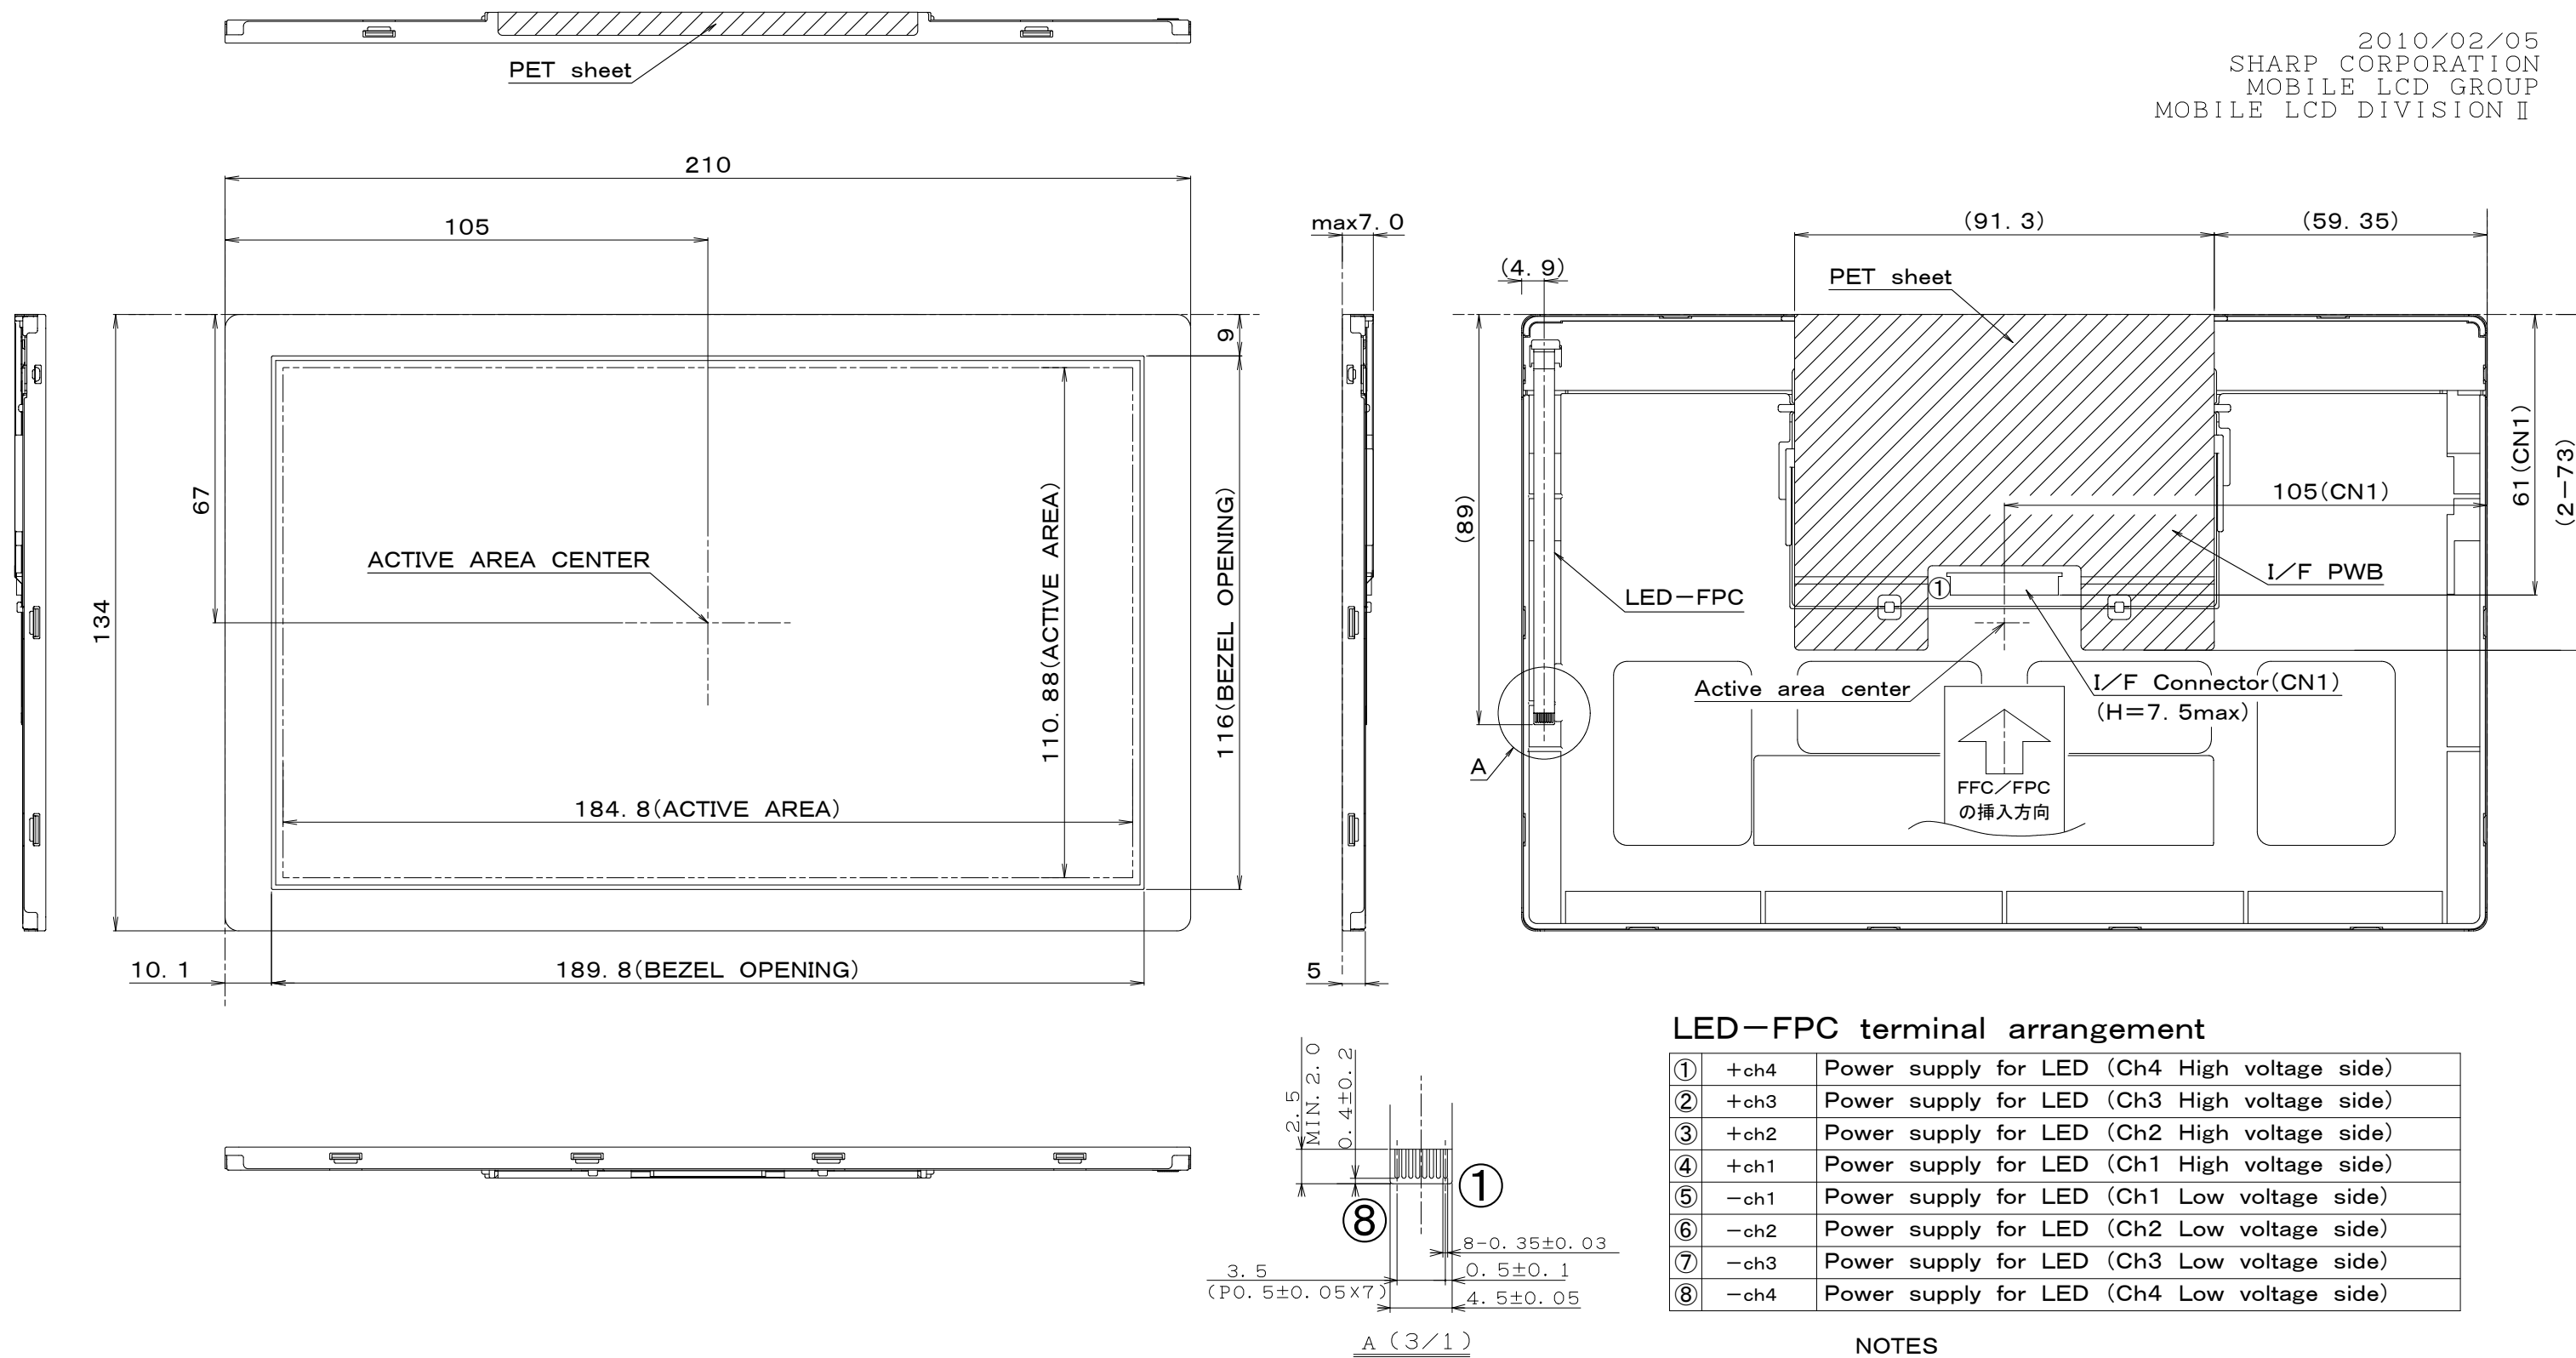 PET sheet
2010/02/05
SHARP CORPORATION
MOBILE LCD GROUP
MOBILE LCD DIVISIONⅡ
210
105
9
67
134
ACTIVE AREA CENTER
110.88(ACTIVE AREA)
116(BEZEL OPENING)
184.8(ACTIVE AREA)
10.1
189.8(BEZEL OPENING)
max7.0
5
(91.3)
(59.35)
(4.9)
PET sheet
(89)
61(CN1)
(2-73)
105(CN1)
I/F PWB
①
LED-FPC
Active area center
I/F Connector(CN1)
(H=7.5max)
A
FFC/FPC
の挿入方向
2.5
MIN.2.0
0.4±0.2
①
⑧
8-0.35±0.03
3.5
(P0.5±0.05X7)
0.5±0.1
4.5±0.05
A (3/1)
LED-FPC terminal arrangement
① +ch4 Power supply for LED (Ch4 High voltage side)
② +ch3 Power supply for LED (Ch3 High voltage side)
③ +ch2 Power supply for LED (Ch2 High voltage side)
④ +ch1 Power supply for LED (Ch1 High voltage side)
⑤ -ch1 Power supply for LED (Ch1 Low voltage side)
⑥ -ch2 Power supply for LED (Ch2 Low voltage side)
⑦ -ch3 Power supply for LED (Ch3 Low voltage side)
⑧ -ch4 Power supply for LED (Ch4 Low voltage side)
NOTES